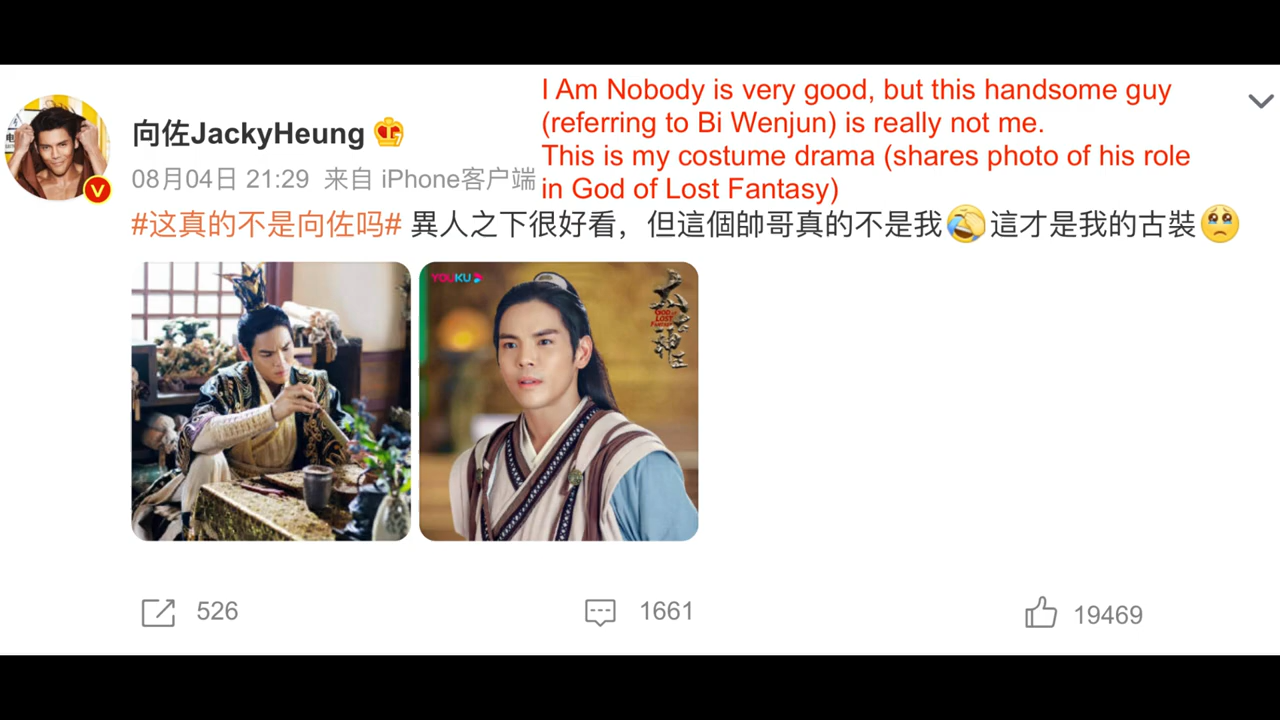 I Am Nobody is very good, but this handsome guy
(referring to Bi Wenjun) is really not me.
This is my costume drama (shares photo of his role
in God of Lost Fantasy)
向佐JackyHeung
08月04日 21:29 来自 iPhone客户端
#这真的不是向佐吗# 異人之下很好看，但這個帥哥真的不是我🤣這才是我的古裝🥺
YOUKU
GOD OF
LOST
Fantasy
526
1661
19469
V